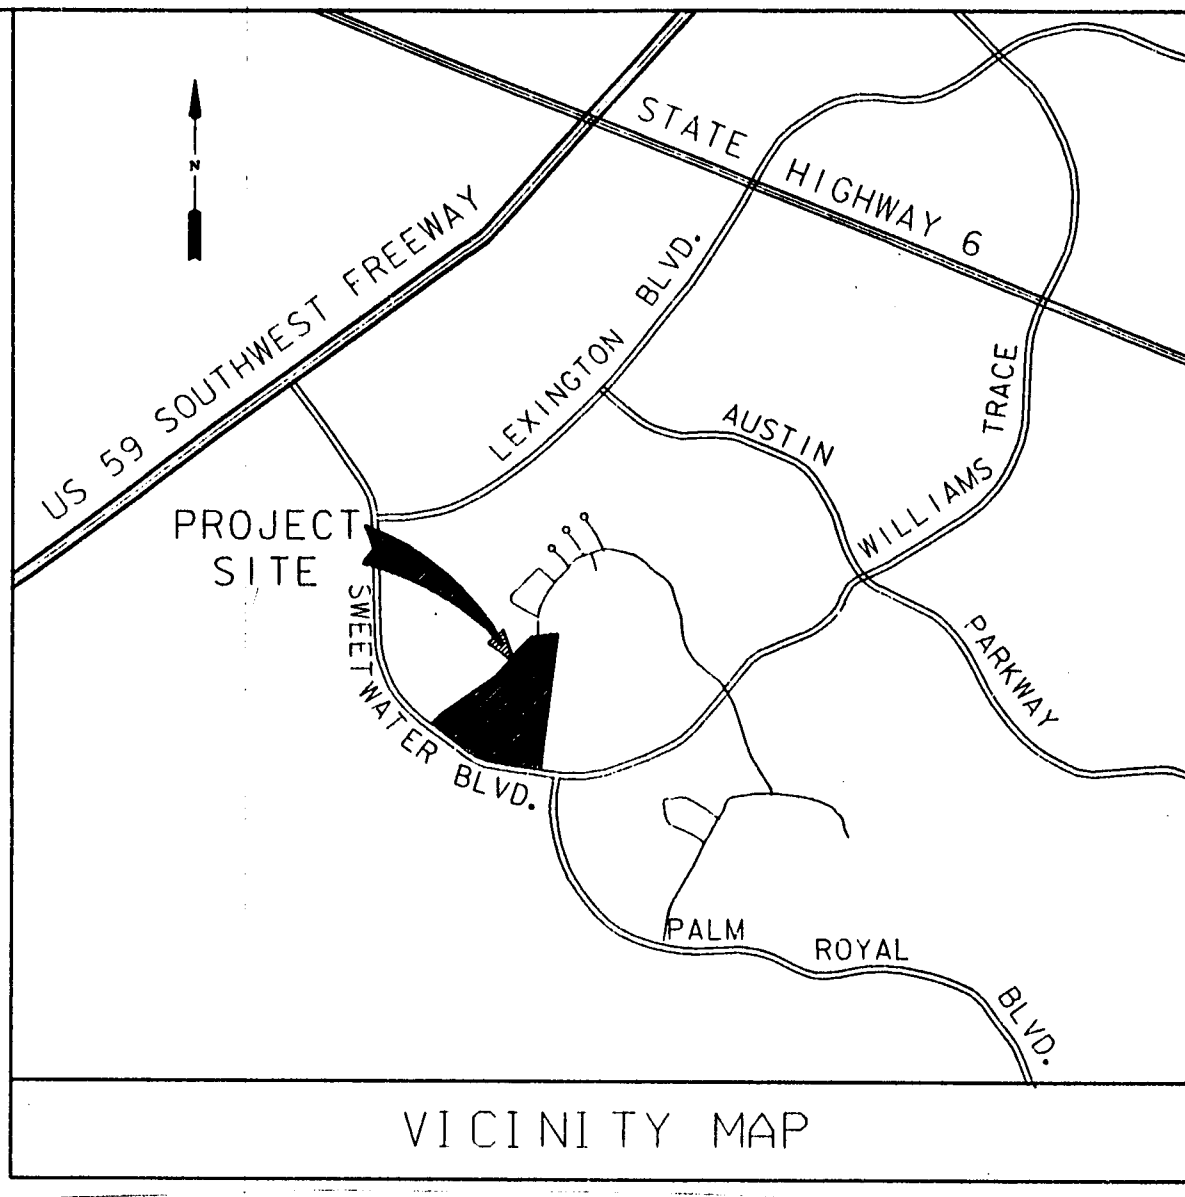 STATE HIGHWAY 6
N
US 59 SOUTHWEST FREEWAY
LEXINGTON BLVD.
AUSTIN PARKWAY
WILLIAMS TRACE
PROJECT
SITE
SWEETWATER BLVD.
PALM ROYAL BLVD.
VICINITY MAP